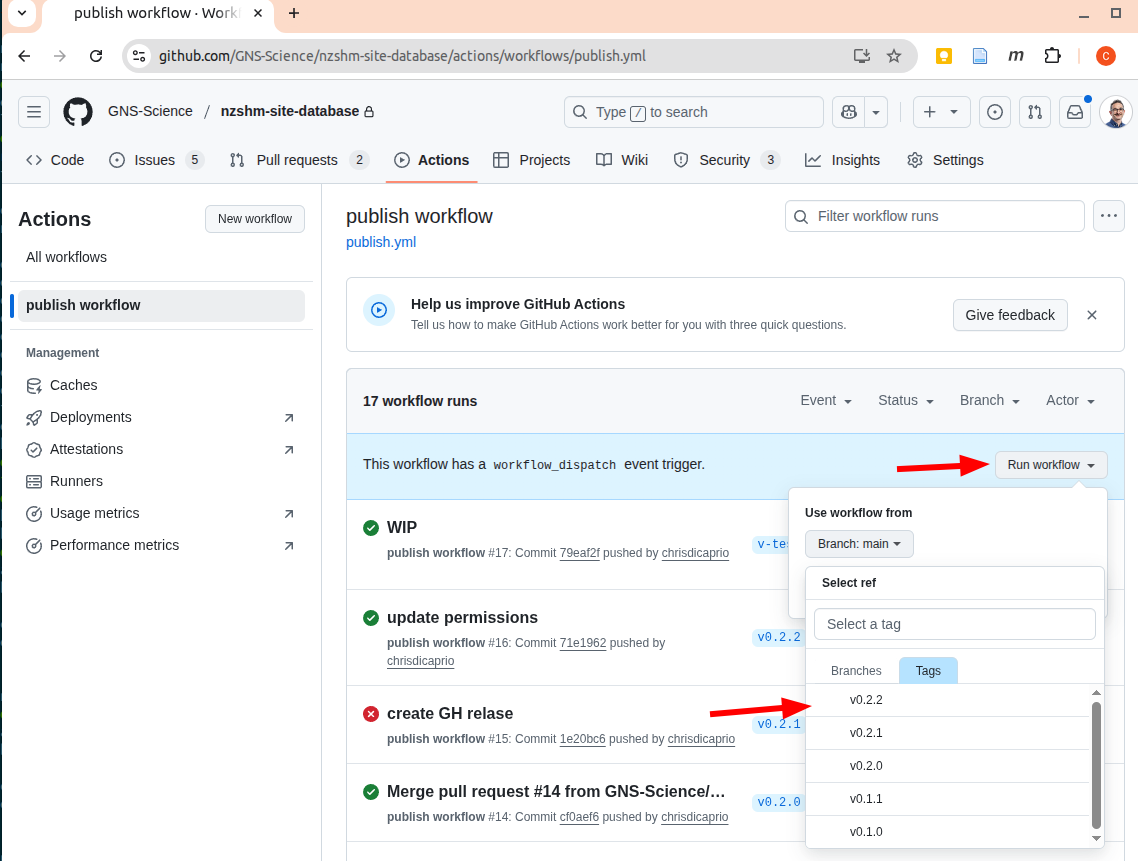 publish workflow · Work
github.com/GNS-Science/nzshm-site-database/actions/workflows/publish.yml
m
C
GNS-Science / nzshm-site-database
Type / to search
Code
Issues 5
Pull requests 2
Actions
Projects
Wiki
Security 3
Insights
Settings
Actions
New workflow
All workflows
publish workflow
Management
Caches
Deployments
Attestations
Runners
Usage metrics
Performance metrics
publish workflow
publish.yml
Filter workflow runs
Help us improve GitHub Actions
Tell us how to make GitHub Actions work better for you with three quick questions.
Give feedback
17 workflow runs
Event
Status
Branch
Actor
This workflow has a workflow_dispatch event trigger.
Run workflow
WIP
publish workflow #17: Commit 79eaf2f pushed by chrisdicaprio
v-tes
update permissions
publish workflow #16: Commit 71e1962 pushed by
chrisdicaprio
v0.2.2
create GH relase
publish workflow #15: Commit 1e20bc6 pushed by chrisdicaprio
v0.2.1
Merge pull request #14 from GNS-Science/…
publish workflow #14: Commit cf0aef6 pushed by chrisdicaprio
v0.2.0
Use workflow from
Branch: main
Select ref
Select a tag
Branches
Tags
v0.2.2
v0.2.1
v0.2.0
v0.1.1
v0.1.0